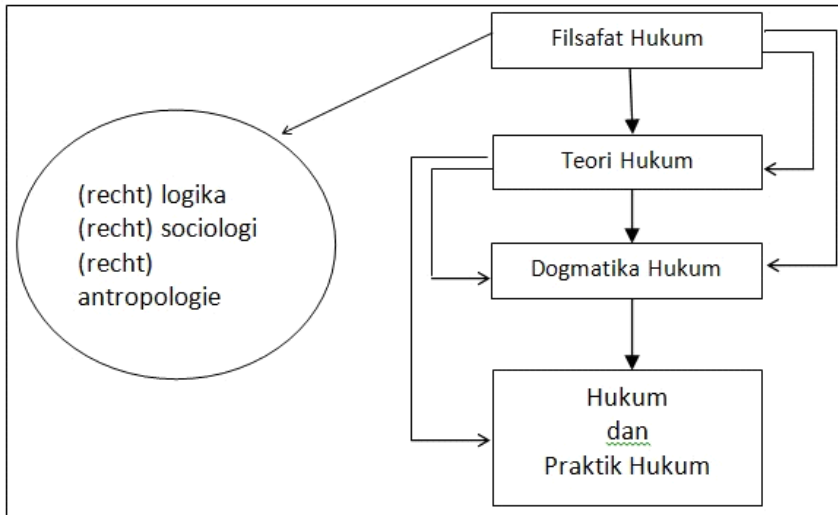 Filsafat Hukum
(recht) logika
(recht) sociologi
(recht)
antropologie
Teori Hukum
Dogmatika Hukum
Hukum
dan
Praktik Hukum